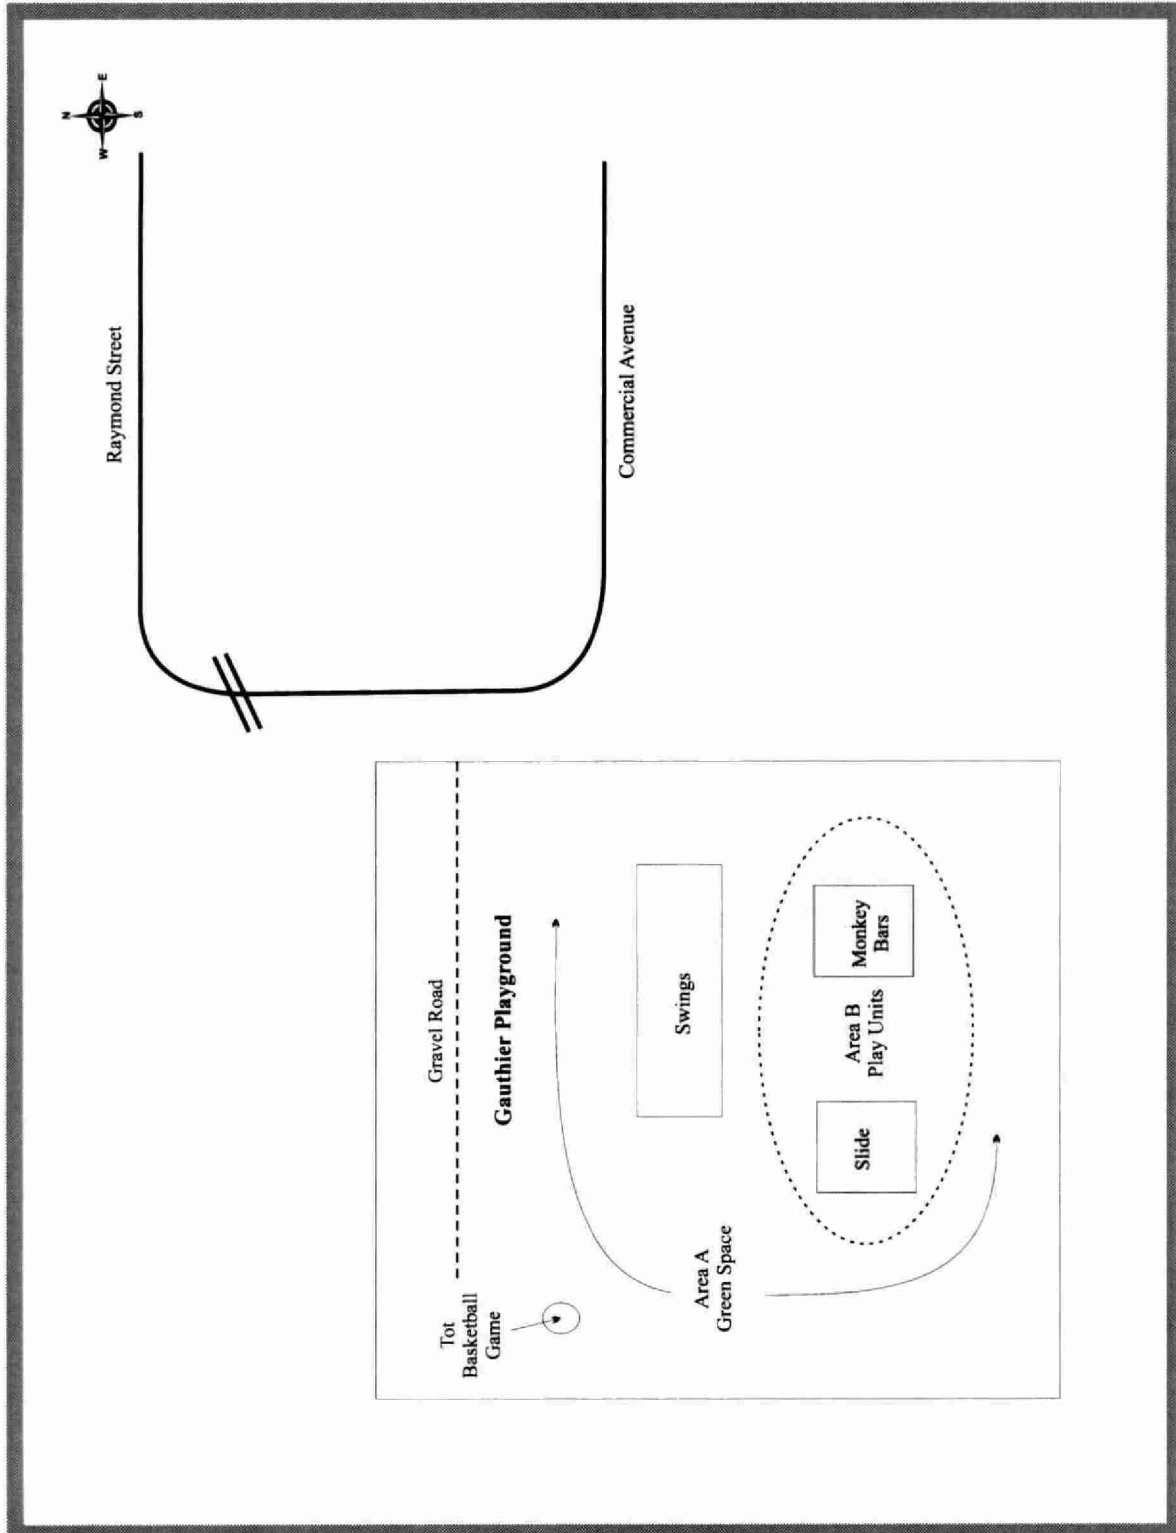 N
W
E
S
Raymond Street
Commercial Avenue
Gravel Road
Gauthier Playground
Tot
Basketball
Game
Swings
Area A
Green Space
Slide
Area B
Play Units
Monkey
Bars